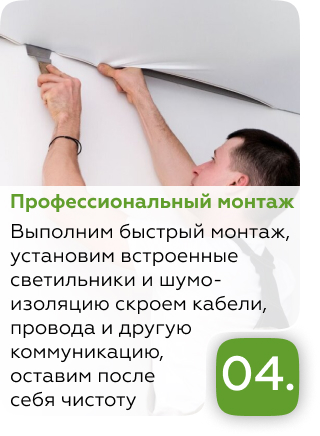 Профессиональный монтаж
Выполним быстрый монтаж,
установим встроенные
светильники и шумо-
изоляцию скроем кабели,
провода и другую
коммуникацию,
оставим после
себя чистоту
04.